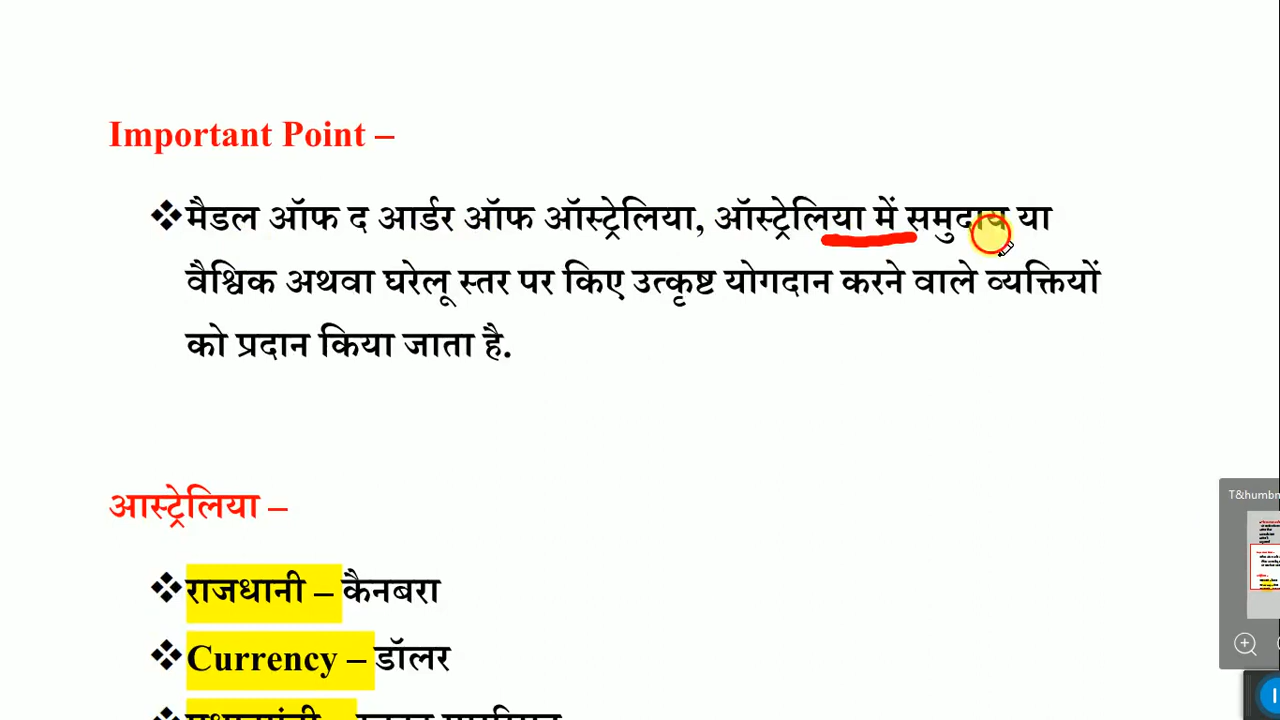 Important Point –
❖मैडल ऑफ द आर्डर ऑफ ऑस्ट्रेलिया, ऑस्ट्रेलिया में समुदाय या
वैश्विक अथवा घरेलू स्तर पर किए उत्कृष्ट योगदान करने वाले व्यक्तियों
को प्रदान किया जाता है.
आस्ट्रेलिया –
❖राजधानी – कैनबरा
❖Currency – डॉलर
T&humbn